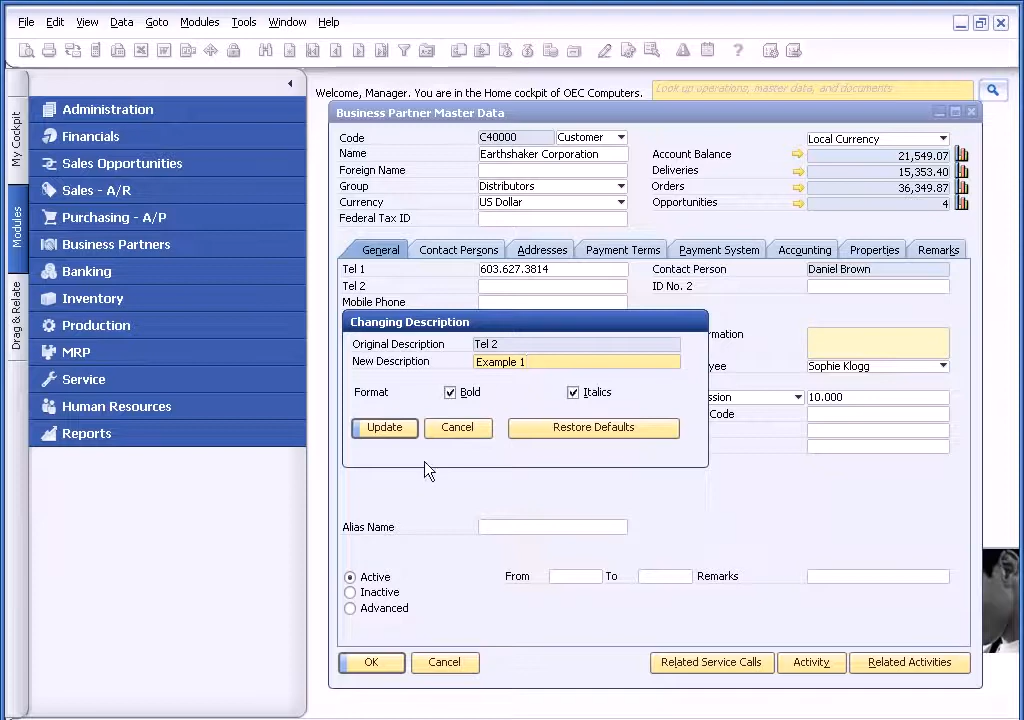 File Edit View Data Goto Modules Tools Window Help
Welcome, Manager. You are in the Home cockpit of OEC Computers.
Look up operations, master data, and documents
My Cockpit
Modules
Drag & Relate
Administration
Financials
Sales Opportunities
Sales - A/R
Purchasing - A/P
Business Partners
Banking
Inventory
Production
MRP
Service
Human Resources
Reports
Business Partner Master Data
Code C40000 Customer Local Currency
Name Earthshaker Corporation Account Balance 21,549.07
Foreign Name Deliveries 15,353.40
Group Distributors Orders 36,349.87
Currency US Dollar Opportunities 4
Federal Tax ID
General Contact Persons Addresses Payment Terms Payment System Accounting Properties Remarks
Tel 1 603.627.3814 Contact Person Daniel Brown
Tel 2 ID No. 2
Mobile Phone
Changing Description
Original Description Tel 2
New Description Example 1
Format Bold Italics
Update Cancel Restore Defaults
rmation
yee Sophie Klogg
ssion 10.000
Code
Alias Name
Active From To Remarks
Inactive
Advanced
OK Cancel Related Service Calls Activity Related Activities